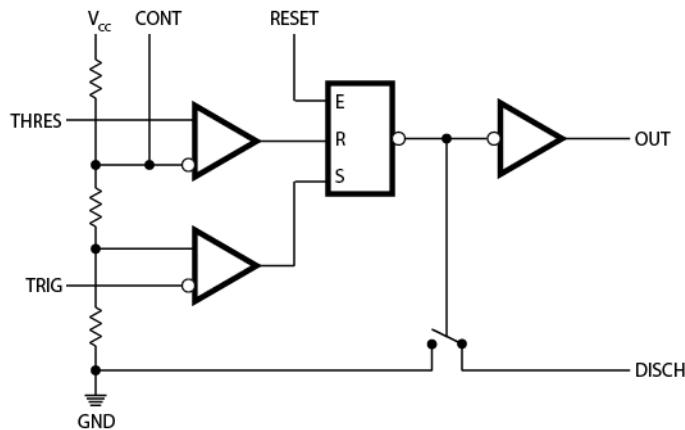 Vcc
CONT
RESET
THRES
E
R
S
OUT
TRIG
DISCH
GND